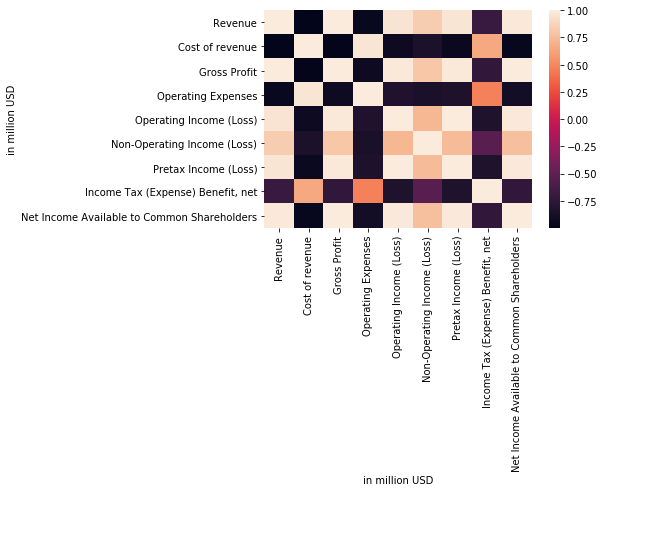 in million USD
Revenue
Cost of revenue
Gross Profit
Operating Expenses
Operating Income (Loss)
Non-Operating Income (Loss)
Pretax Income (Loss)
Income Tax (Expense) Benefit, net
Net Income Available to Common Shareholders
Revenue
Cost of revenue
Gross Profit
Operating Expenses
Operating Income (Loss)
Non-Operating Income (Loss)
Pretax Income (Loss)
Income Tax (Expense) Benefit, net
Net Income Available to Common Shareholders
in million USD
1.00
0.75
0.50
0.25
0.00
−0.25
−0.50
−0.75